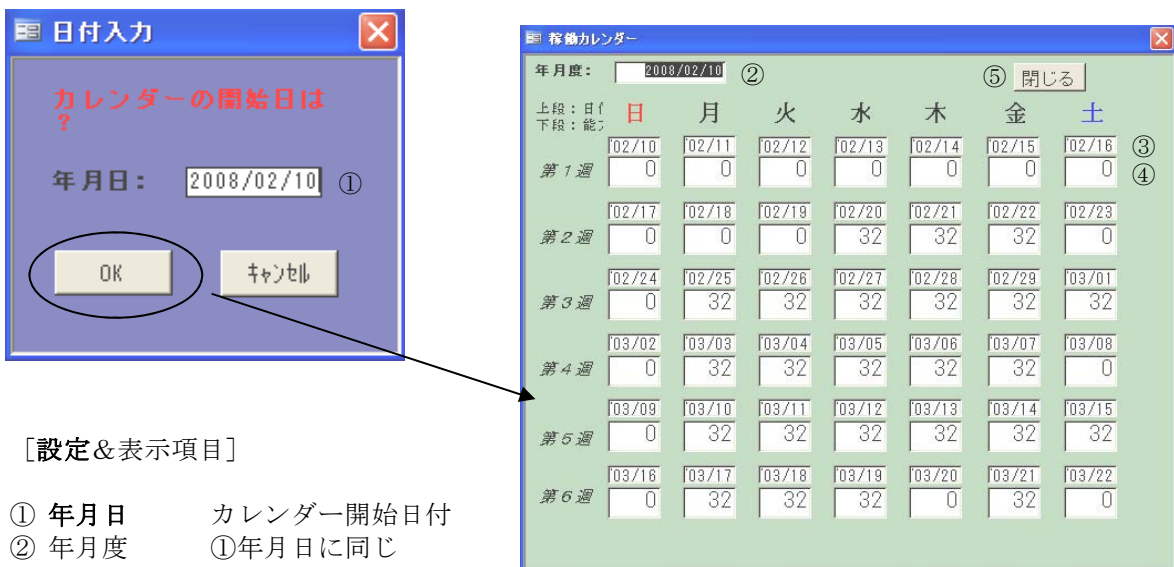 日付入力
カレンダーの開始日は
?
年月日: 2008/02/10 ①
OK キャンセル
[設定&表示項目]
① 年月日 カレンダー開始日付
② 年月度 ①年月日に同じ
稼働カレンダー
年月度: 2008/02/10 ② ⑤ 閉じる
上段:日付
下段:能力
日 月 火 水 木 金 土
02/10 02/11 02/12 02/13 02/14 02/15 02/16 ③
第1週 0 0 0 0 0 0 0 ④
02/17 02/18 02/19 02/20 02/21 02/22 02/23
第2週 0 0 0 32 32 32 0
02/24 02/25 02/26 02/27 02/28 02/29 03/01
第3週 0 32 32 32 32 32 32
03/02 03/03 03/04 03/05 03/06 03/07 03/08
第4週 0 32 32 32 32 32 0
03/09 03/10 03/11 03/12 03/13 03/14 03/15
第5週 0 32 32 32 32 32 32
03/16 03/17 03/18 03/19 03/20 03/21 03/22
第6週 0 32 32 32 0 32 0